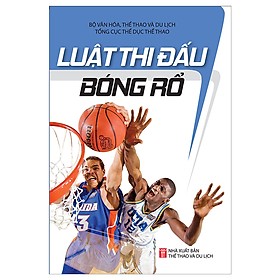 BỘ VĂN HÓA, THỂ THAO VÀ DU LỊCH
TỔNG CỤC THỂ DỤC THỂ THAO
LUẬT THI ĐẤU
BÓNG RỔ
3
NHÀ XUẤT BẢN
THỂ THAO VÀ DU LỊCH